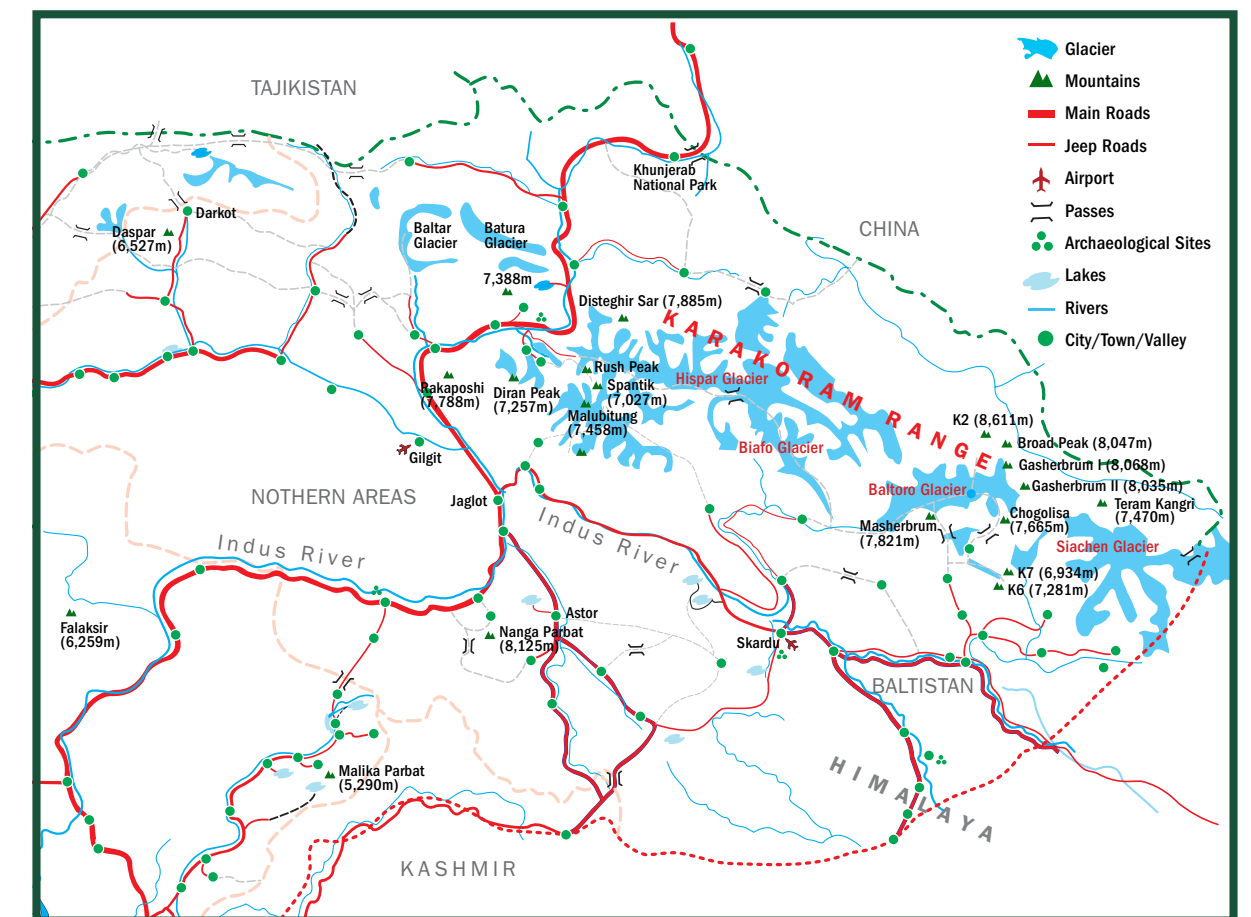 TAJIKISTAN
Glacier
Mountains
Main Roads
Jeep Roads
Airport
Passes
Archaeological Sites
Lakes
Rivers
City/Town/Valley
Khunjerab
National Park
CHINA
Darkot
Daspar
(6,527m)
Baltar
Glacier
Batura
Glacier
7,388m
Disteghir Sar (7,885m)
KARAKORAM RANGE
Rush Peak
Spantik
(7,027m)
Hispar Glacier
Rakaposhi
(7,788m)
Diran Peak
(7,257m)
Malubitung
(7,458m)
Biafo Glacier
K2 (8,611m)
Broad Peak (8,047m)
Gasherbrum I (8,068m)
Gasherbrum II (8,035m)
Teram Kangri
(7,470m)
Baltoro Glacier
Chogolisa
(7,665m)
Masherbrum
(7,821m)
Siachen Glacier
K7 (6,934m)
K6 (7,281m)
Gilgit
NOTHERN AREAS
Jaglot
Indus River
Indus River
Falaksir
(6,259m)
Astor
Nanga Parbat
(8,125m)
Skardu
BALTISTAN
Malika Parbat
(5,290m)
HIMALAYA
KASHMIR